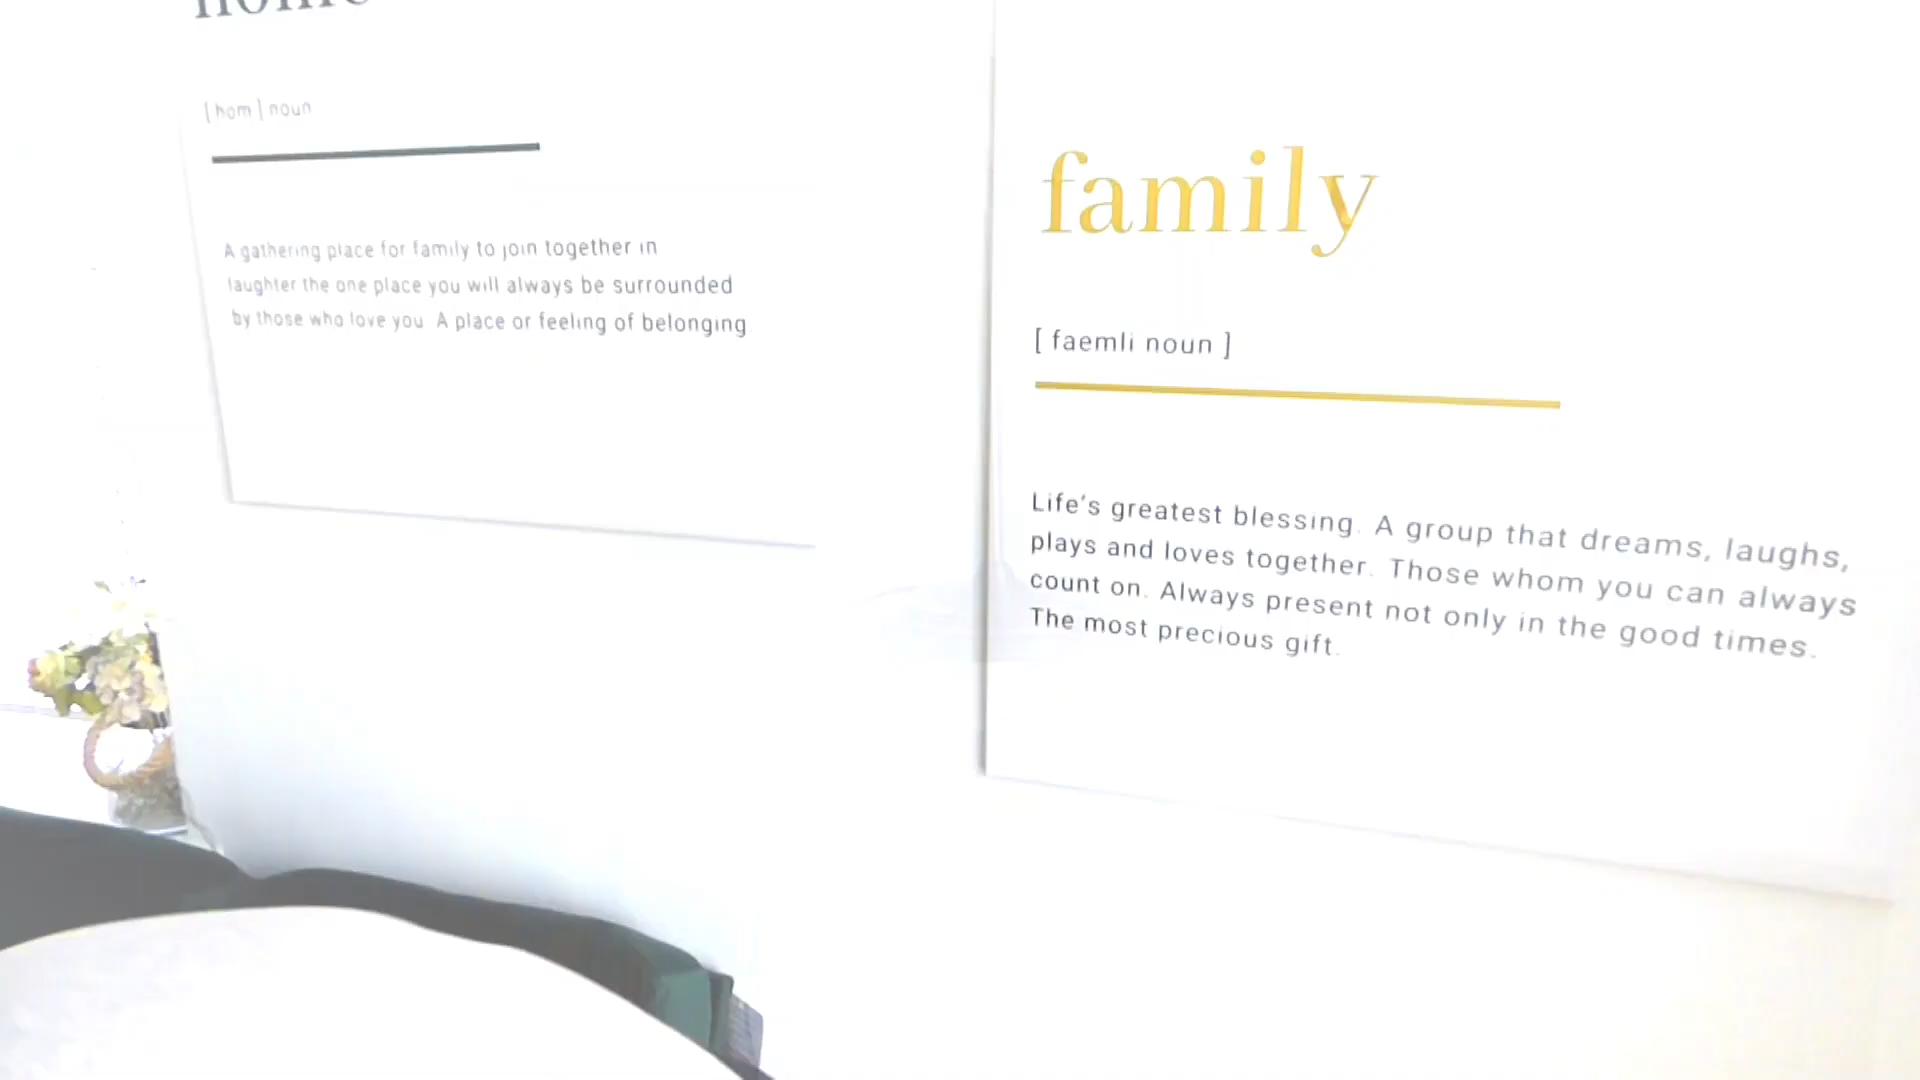 home
[ hom ] noun
A gathering place for family to join together in
laughter the one place you will always be surrounded
by those who love you. A place or feeling of belonging
family
[ faemli noun ]
Life's greatest blessing. A group that dreams, laughs,
plays and loves together. Those whom you can always
count on. Always present not only in the good times.
The most precious gift.